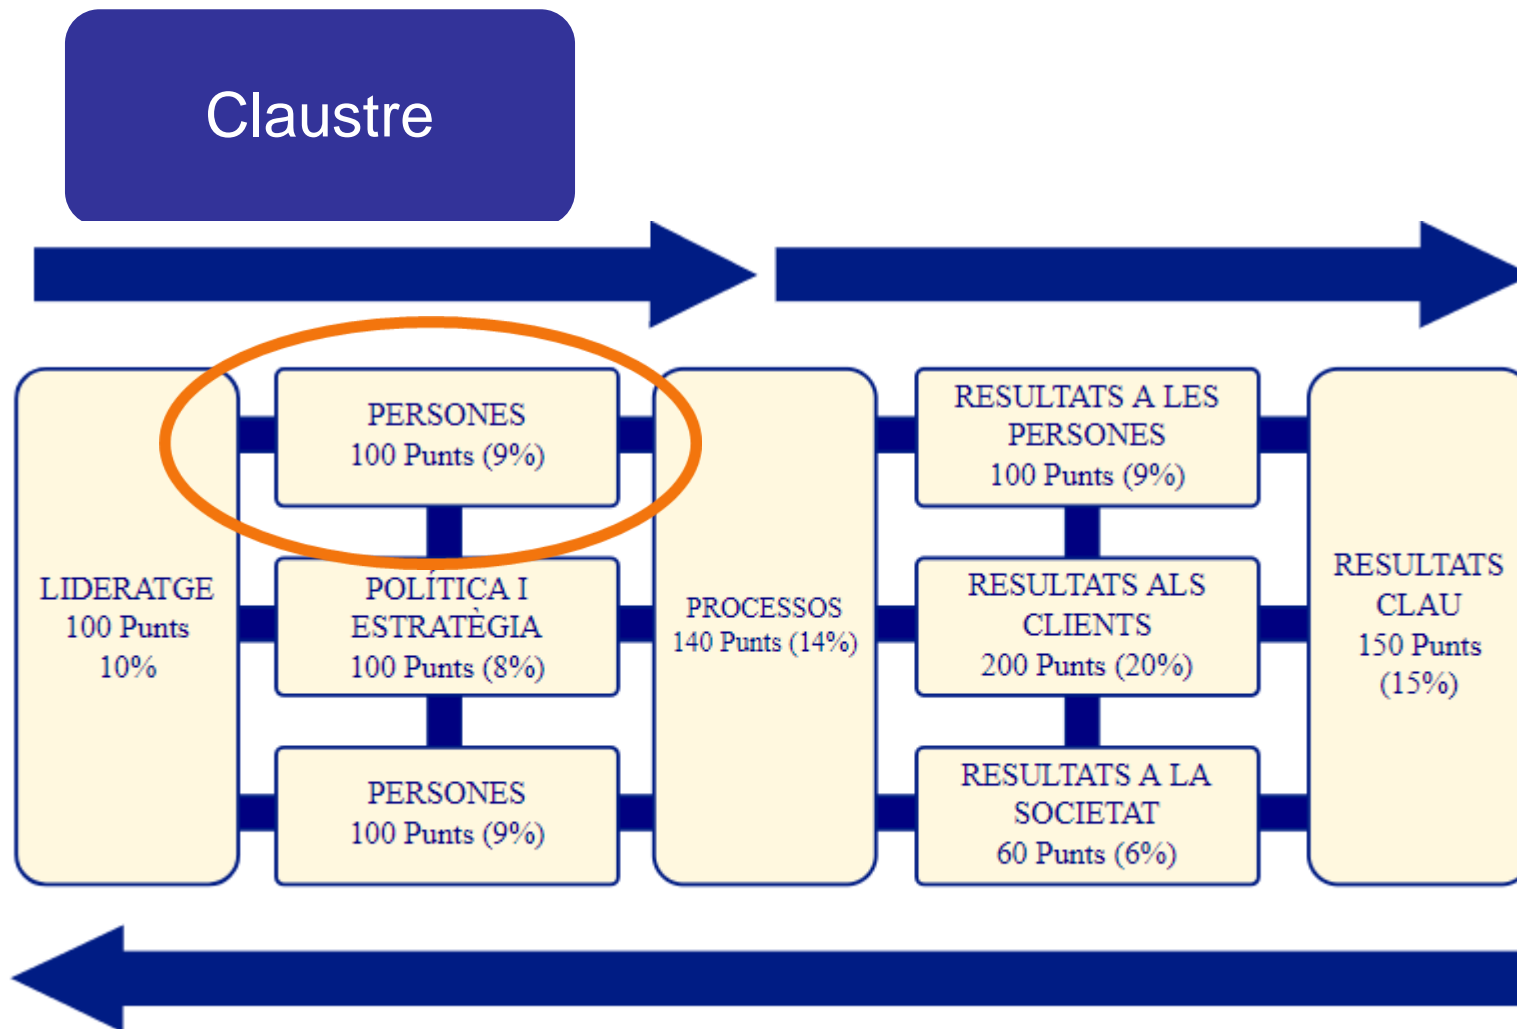 Claustre
LIDERATGE
100 Punts
10%
PERSONES
100 Punts (9%)
POLÍTICA I
ESTRATÈGIA
100 Punts (8%)
PERSONES
100 Punts (9%)
PROCESSOS
140 Punts (14%)
RESULTATS A LES
PERSONES
100 Punts (9%)
RESULTATS ALS
CLIENTS
200 Punts (20%)
RESULTATS A LA
SOCIETAT
60 Punts (6%)
RESULTATS
CLAU
150 Punts
(15%)